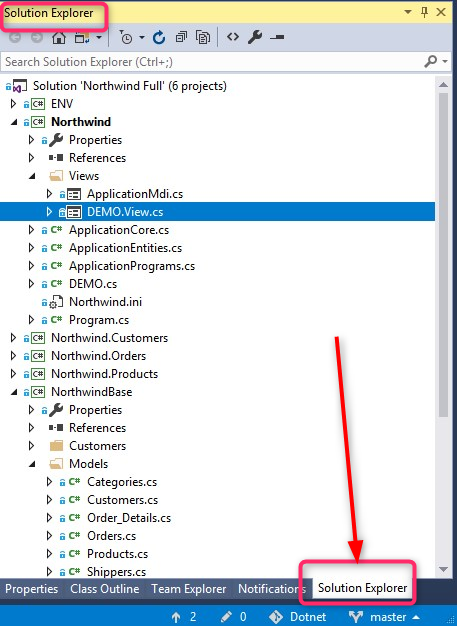 Solution Explorer
Search Solution Explorer (Ctrl+;)
Solution 'Northwind Full' (6 projects)
C# ENV
C# Northwind
Properties
References
Views
ApplicationMdi.cs
DEMO.View.cs
C# ApplicationCore.cs
C# ApplicationEntities.cs
C# ApplicationPrograms.cs
C# DEMO.cs
Northwind.ini
C# Program.cs
C# Northwind.Customers
C# Northwind.Orders
C# Northwind.Products
C# NorthwindBase
Properties
References
Customers
Models
C# Categories.cs
C# Customers.cs
C# Order_Details.cs
C# Orders.cs
C# Products.cs
C# Shippers.cs
Properties Class Outline Team Explorer Notifications Solution Explorer
2 0 Dotnet master